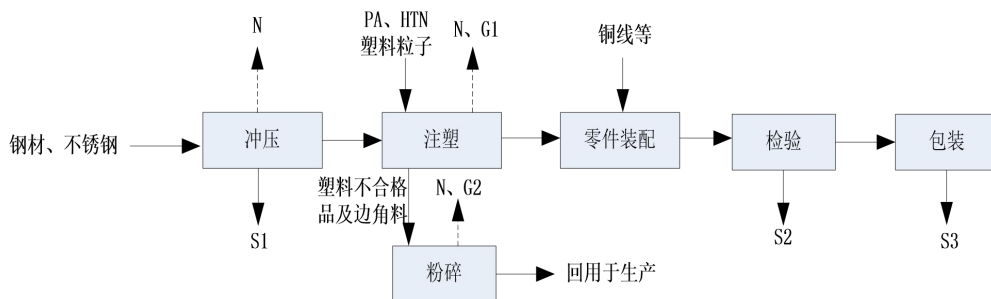 N
PA、HTN
塑料粒子
N、G1
铜线等
钢材、不锈钢
冲压
注塑
零件装配
检验
包装
塑料不合格
品及边角料
N、G2
S1
S2
S3
粉碎
回用于生产